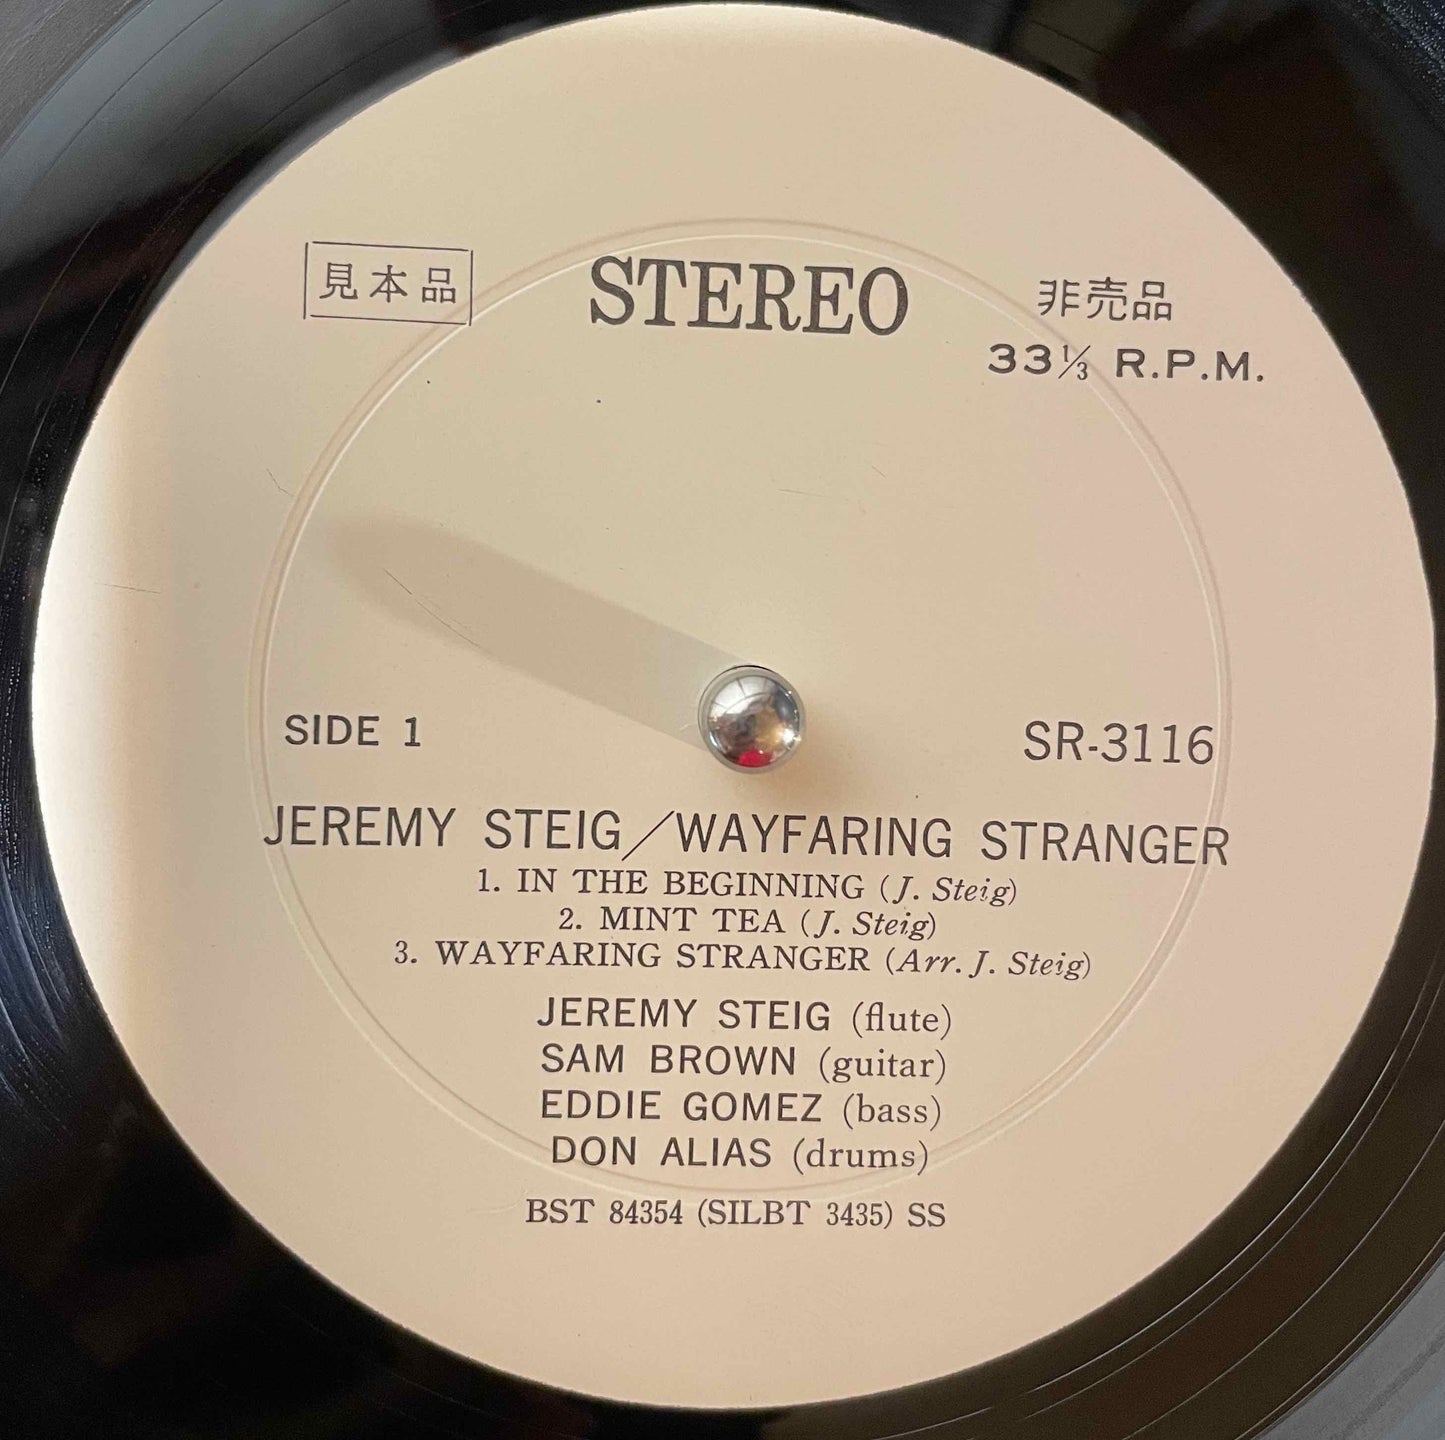 見本品
STEREO
非売品
33⅓ R.P.M.
SIDE 1
SR-3116
JEREMY STEIG／WAYFARING STRANGER
1. IN THE BEGINNING (J. Steig)
2. MINT TEA (J. Steig)
3. WAYFARING STRANGER (Arr. J. Steig)
JEREMY STEIG (flute)
SAM BROWN (guitar)
EDDIE GOMEZ (bass)
DON ALIAS (drums)
BST 84354 (SILBT 3435) SS